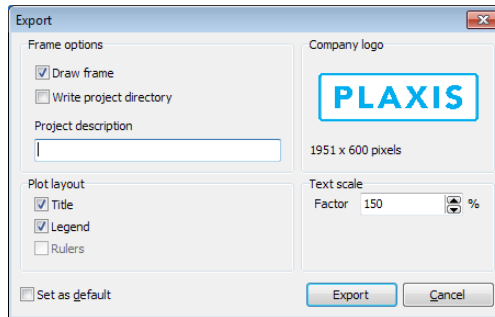 Export
Frame options
Draw frame
Write project directory
Project description
Company logo
PLAXIS
1951 x 600 pixels
Plot layout
Title
Legend
Rulers
Text scale
Factor 150 %
Set as default
Export
Cancel